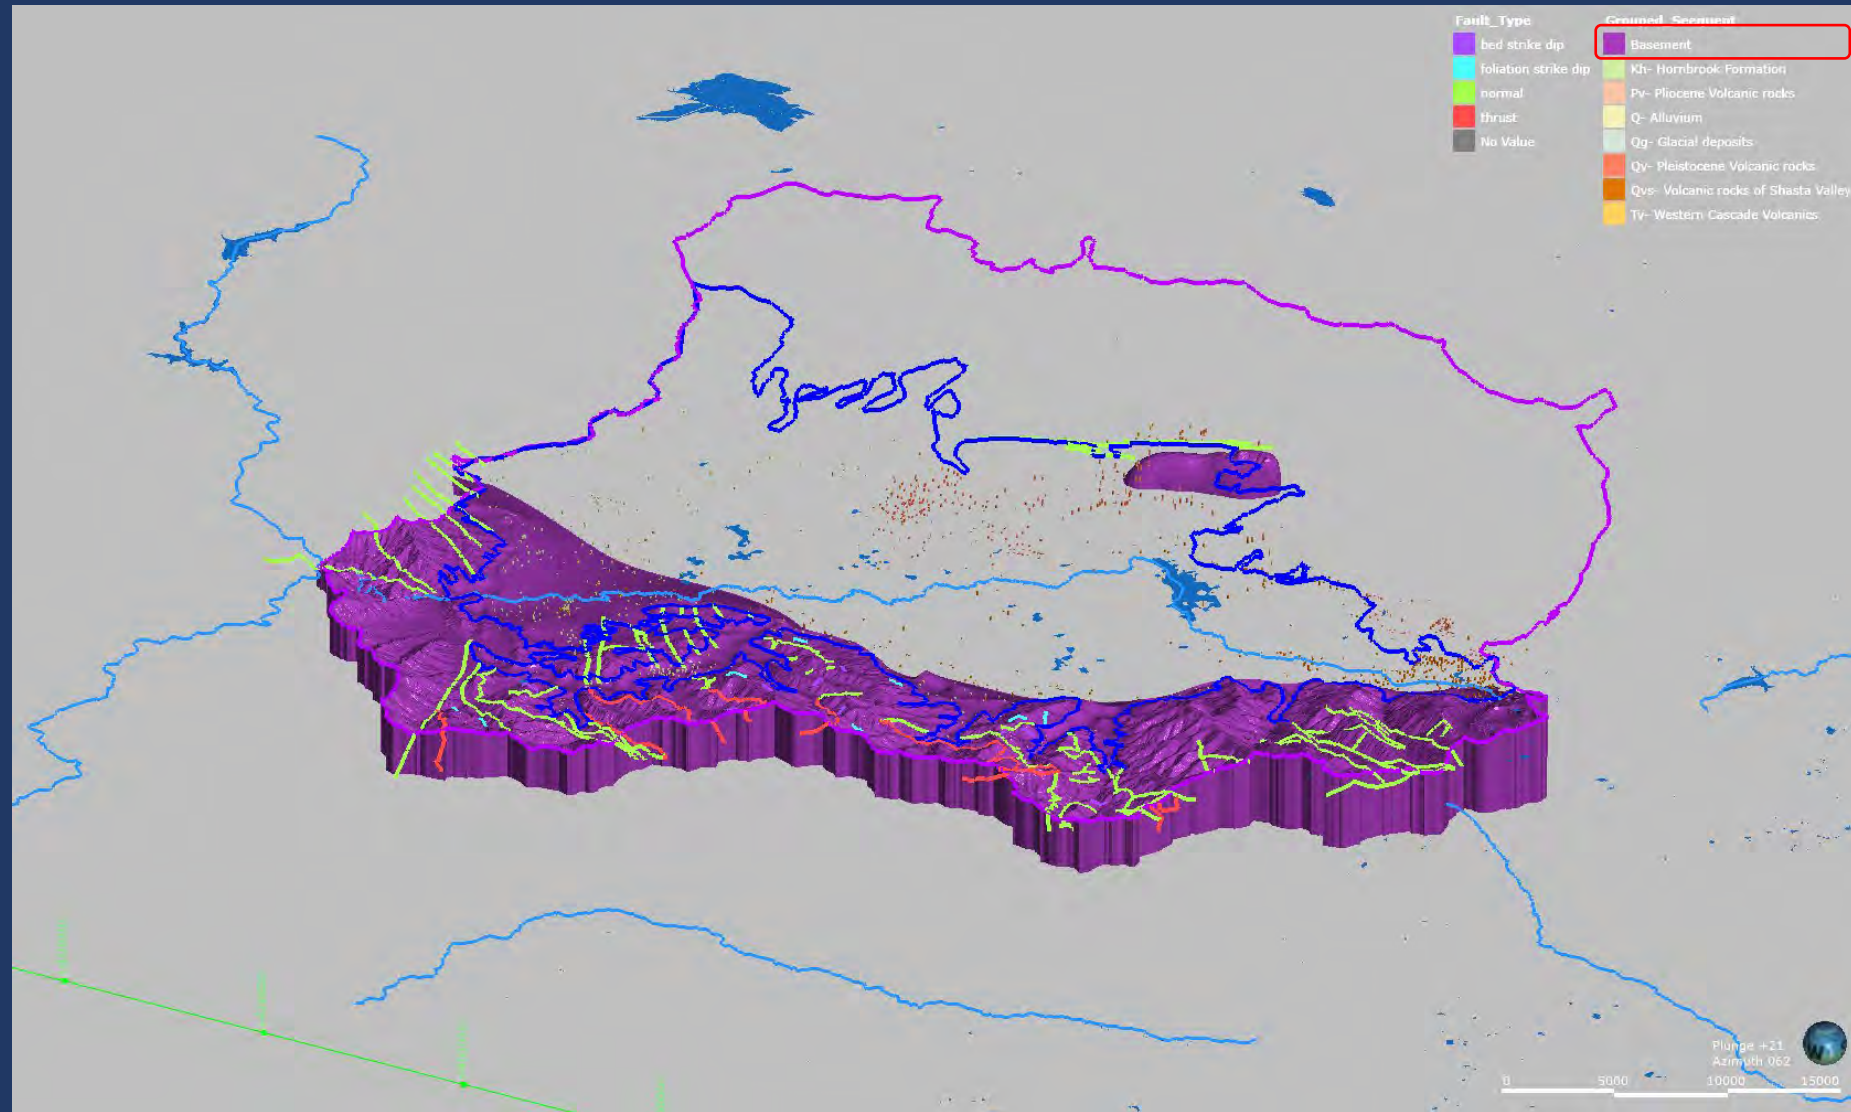 Fault_Type
bed strike dip
foliation strike dip
normal
thrust
No Value
Basement
Kh- Hornbrook Formation
Pv- Pliocene Volcanic rocks
Q- Alluvium
Qg- Glacial deposits
Qv- Pleistocene Volcanic rocks
Qvs- Volcanic rocks of Shasta Valley
Tv- Western Cascade Volcanics
Plunge +21
Azimuth 062
0 5000 10000 15000